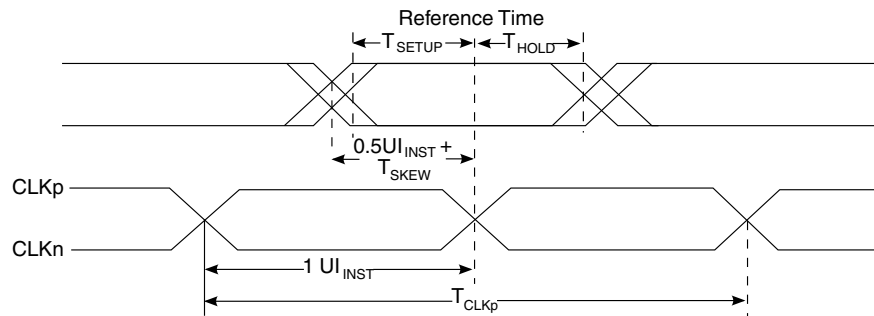 Reference Time
TSETUP THOLD
0.5UIINST +
TSKEW
CLKp
CLKn
1 UIINST
TCLKp